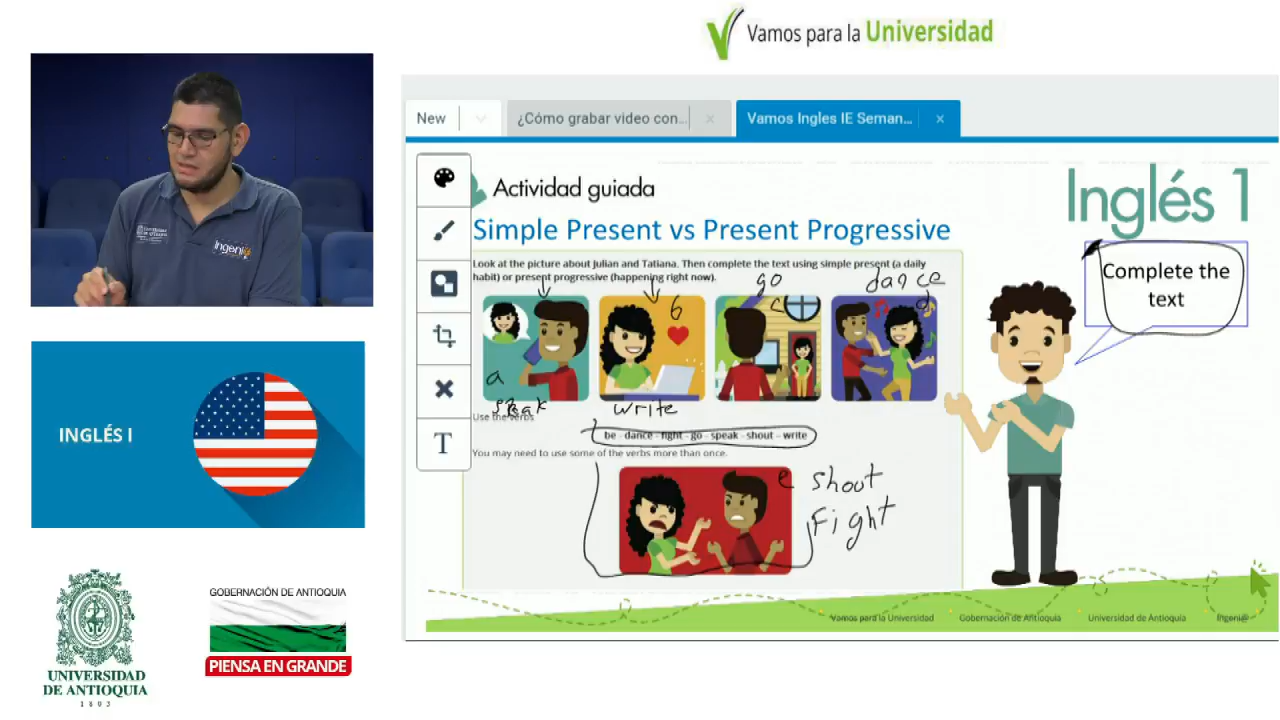 Vamos para la Universidad
New
¿Cómo grabar video con...
Vamos Ingles IE Seman...
Actividad guiada
Inglés 1
Simple Present vs Present Progressive
Look at the picture about Julian and Tatiana. Then complete the text using simple present (a daily
habit) or present progressive (happening right now).
go
dance
Complete the
text
6
c
d
a
speak
write
Use the verbs
be - dance - fight - go - speak - shout - write
You may need to use some of the verbs more than once.
e shout
Fight
T
Ingeni@
INGLÉS I
Vamos para la Universidad
Gobernación de Antioquia
Universidad de Antioquia
Ingeni@
UNIVERSIDAD
DE ANTIOQUIA
1803
GOBERNACIÓN DE ANTIOQUIA
PIENSA EN GRANDE